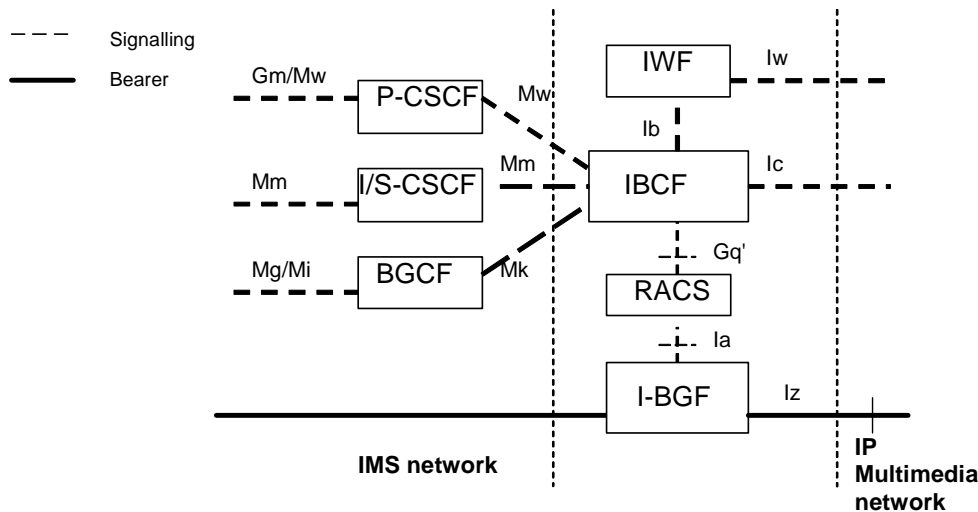 Signalling
Bearer
IWF
Iw
Gm/Mw
P-CSCF
Mw
Ib
Mm
I/S-CSCF
Mm
IBCF
Ic
Mg/Mi
BGCF
Mk
Gq'
RACS
Ia
I-BGF
Iz
IMS network
IP
Multimedia
network